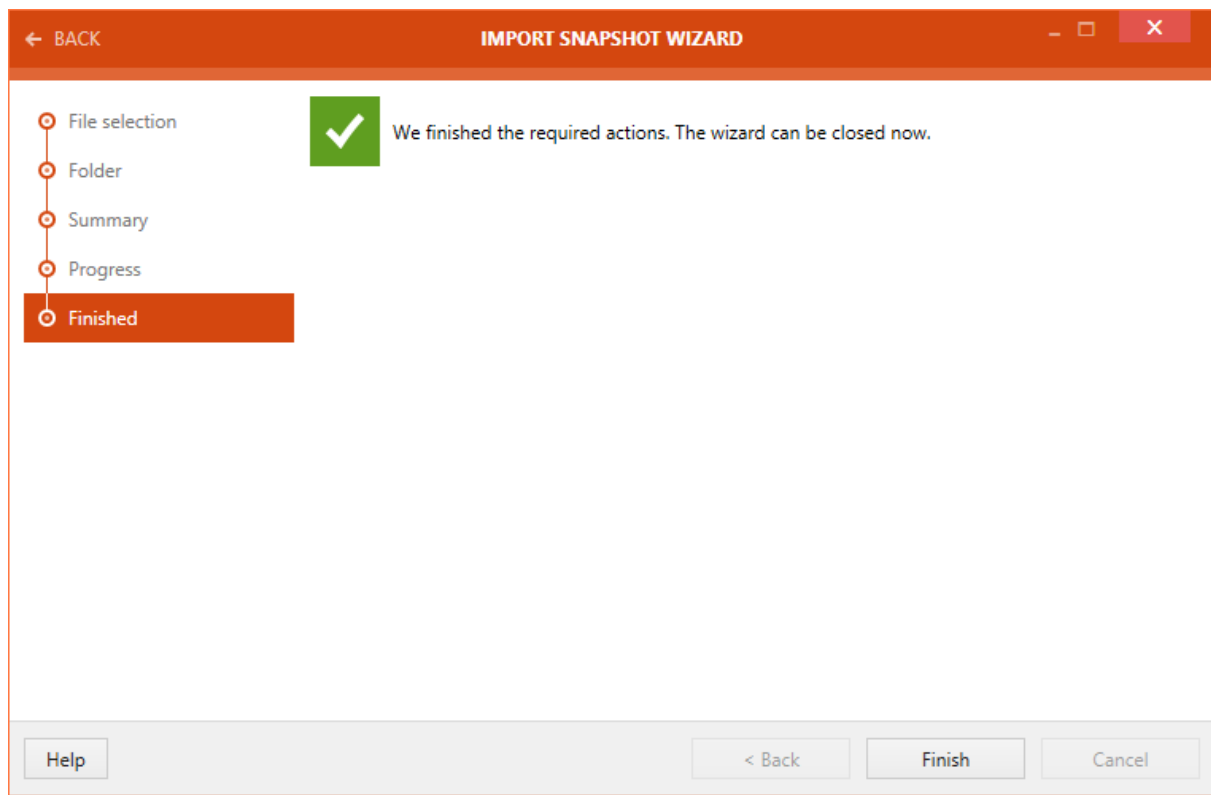 BACK
IMPORT SNAPSHOT WIZARD
File selection
We finished the required actions. The wizard can be closed now.
Folder
Summary
Progress
Finished
Help
< Back
Finish
Cancel